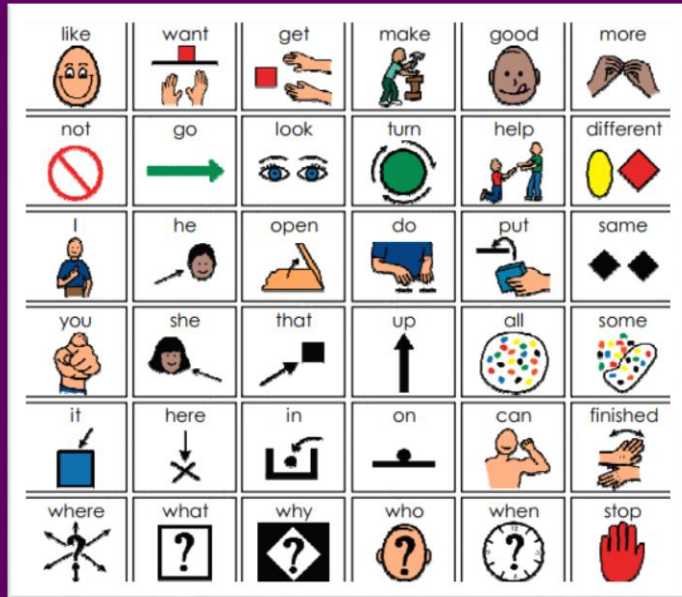 like want get make good more
not go look turn help different
I he open do put same
you she that up all some
it here in on can finished
where what why who when stop